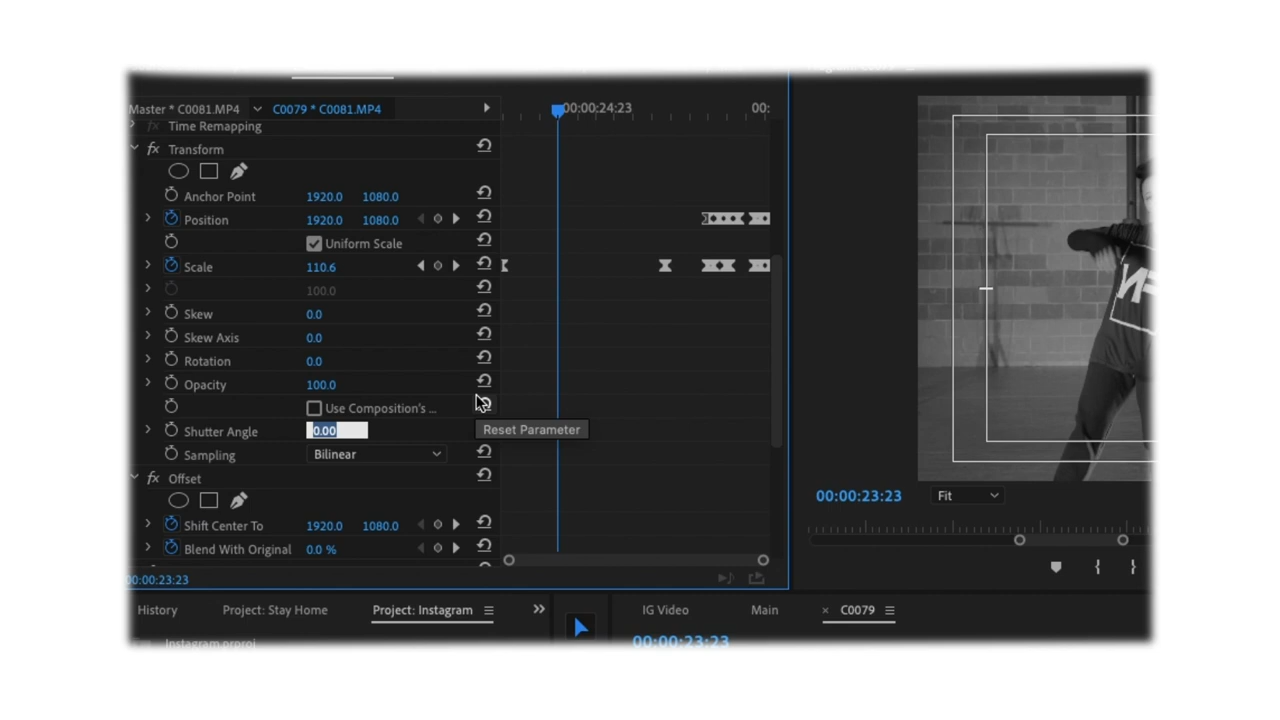 Master * C0081.MP4 C0079 * C0081.MP4 00:00:24:23 00:
fx Time Remapping
fx Transform
Anchor Point 1920.0 1080.0
Position 1920.0 1080.0
Uniform Scale
Scale 110.6
100.0
Skew 0.0
Skew Axis 0.0
Rotation 0.0
Opacity 100.0
Use Composition's ...
Shutter Angle 0.00
Reset Parameter
Sampling Bilinear
fx Offset
Shift Center To 1920.0 1080.0
Blend With Original 0.0 %
00:00:23:23
00:00:23:23 Fit
History Project: Stay Home Project: Instagram
IG Video Main × C0079
Instagram.prproj
00:00:23:23